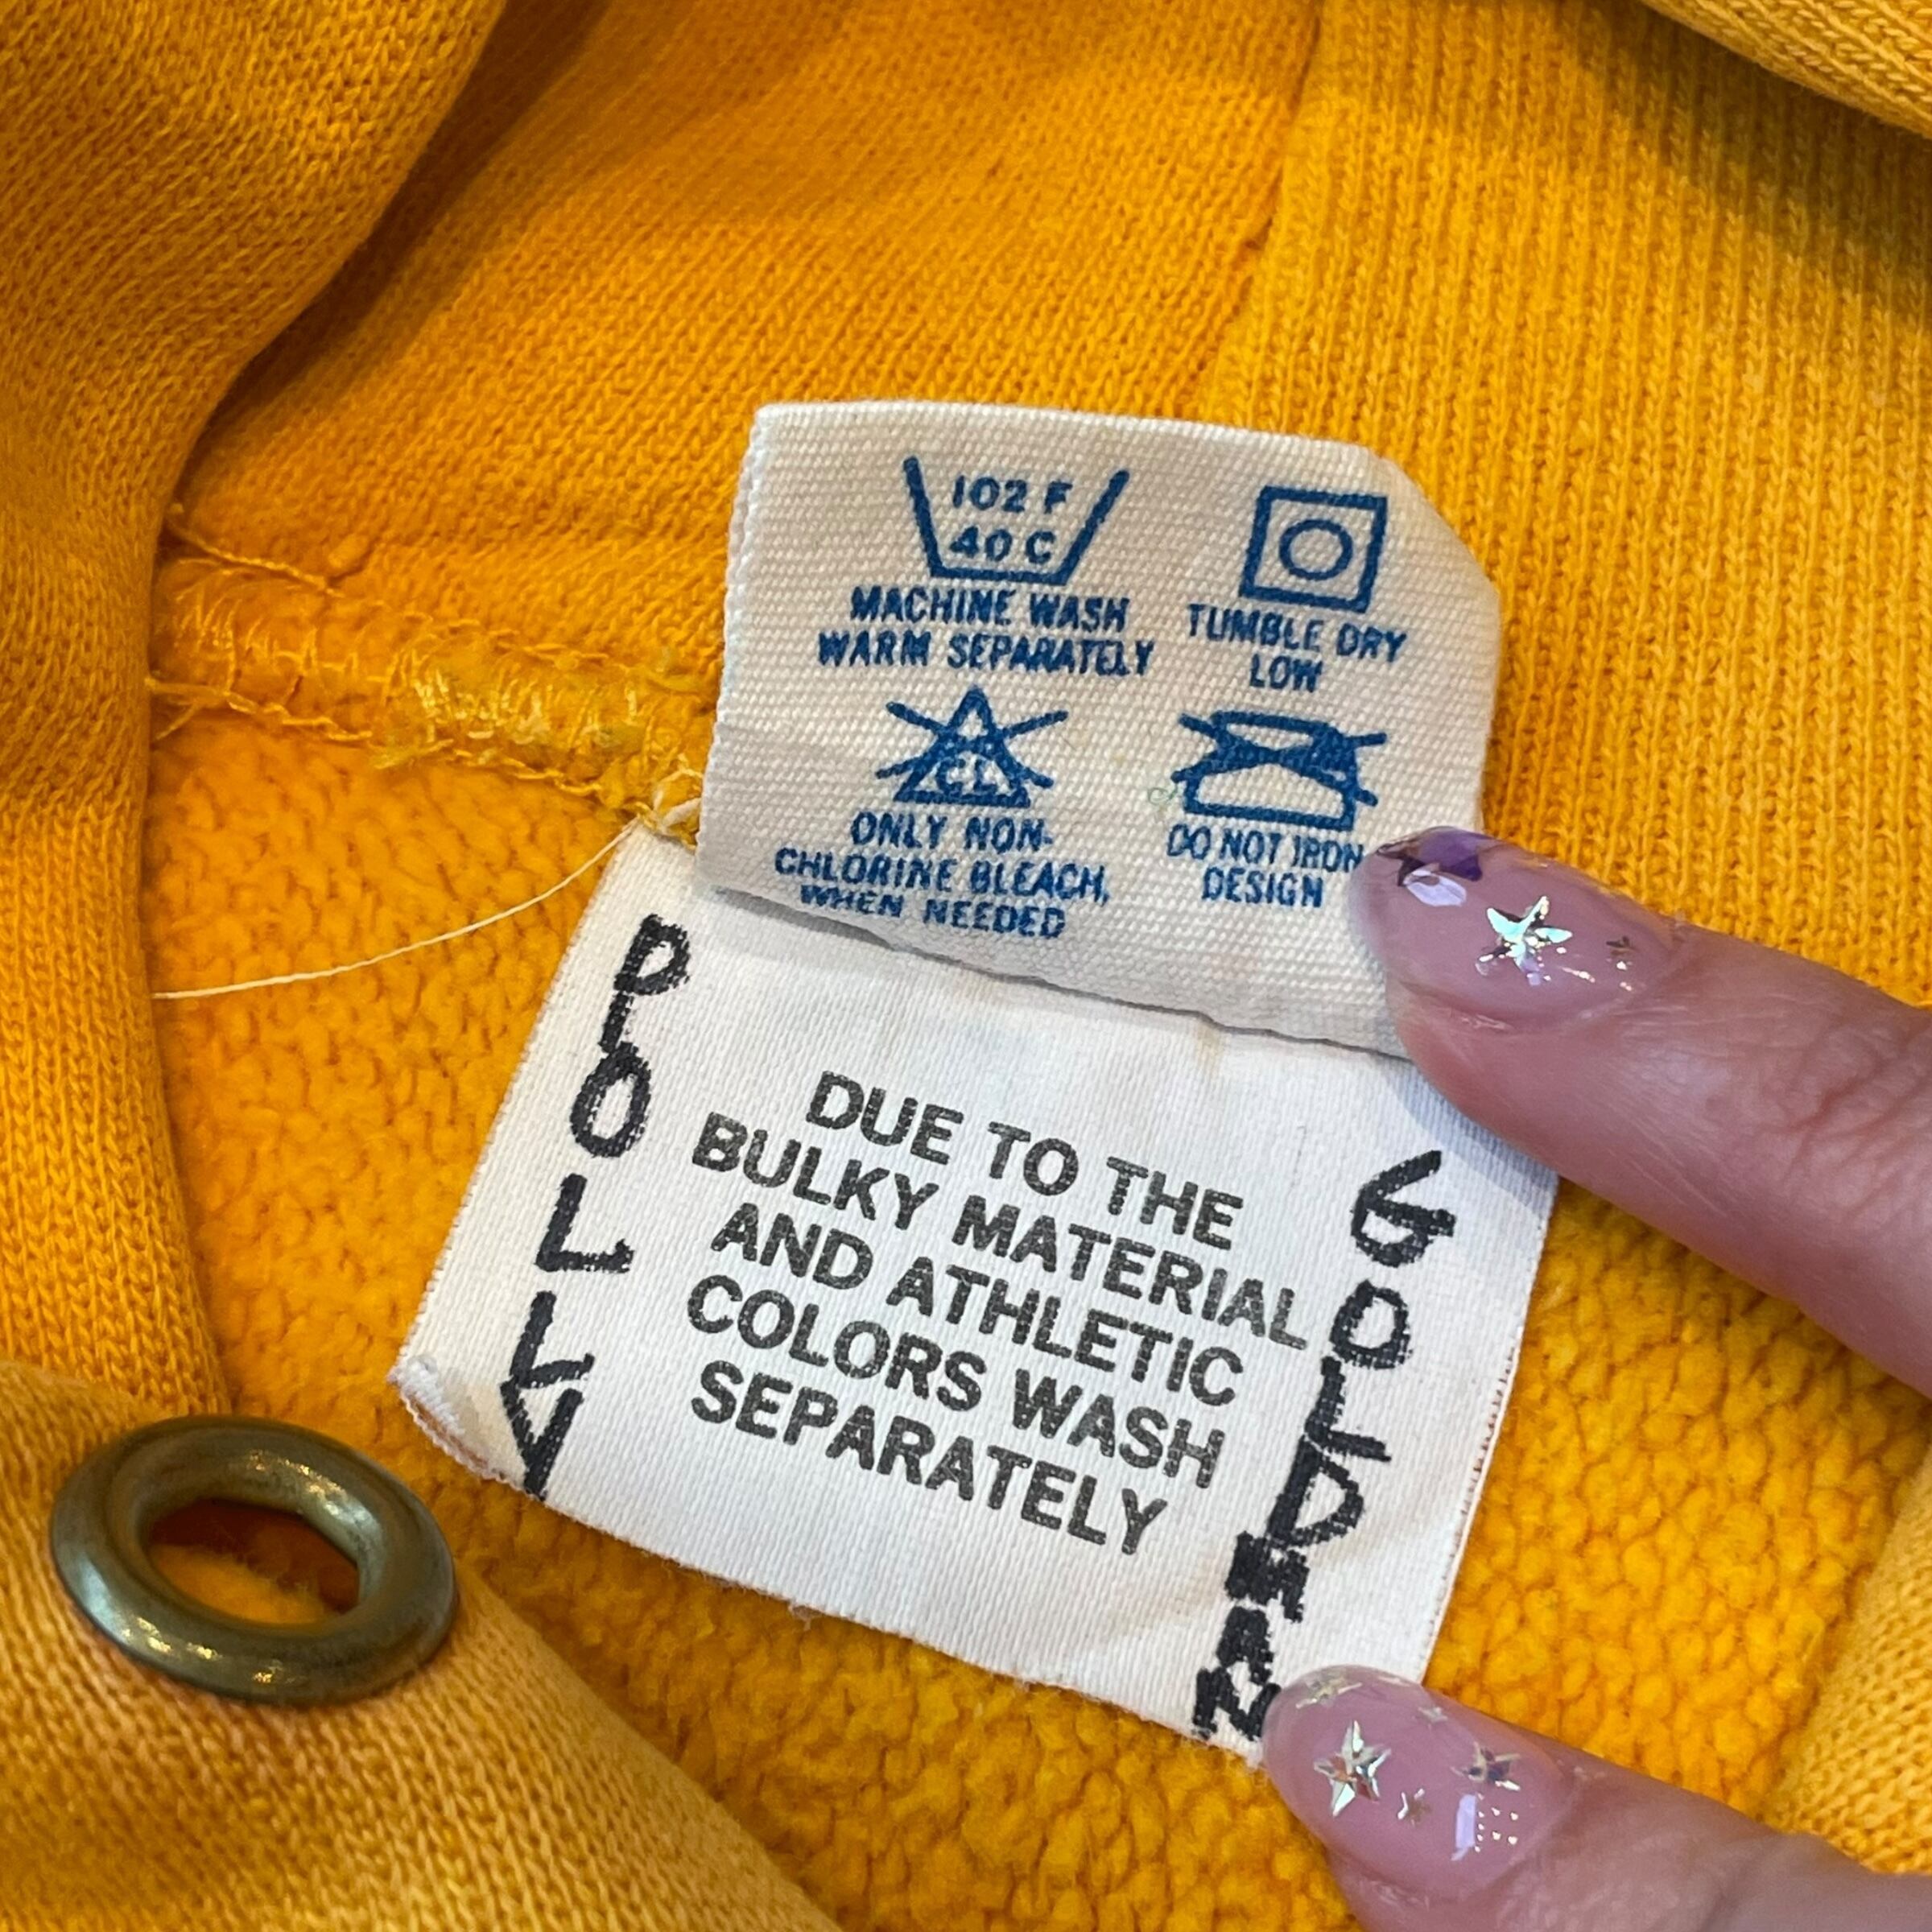 102 F
40 C
MACHINE WASH
WARM SEPARATELY
TUMBLE DRY
LOW
CL
ONLY NON-
CHLORINE BLEACH,
WHEN NEEDED
DO NOT IRON
DESIGN
POLLY
DUE TO THE
BULKY MATERIAL
AND ATHLETIC
COLORS WASH
SEPARATELY
GOLDMAN